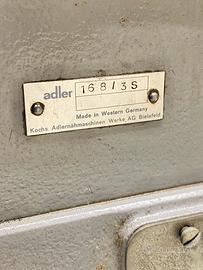 adler 168/3S
Made in Western Germany
Kochs Adlernähmaschinen Werke, AG Bielefeld